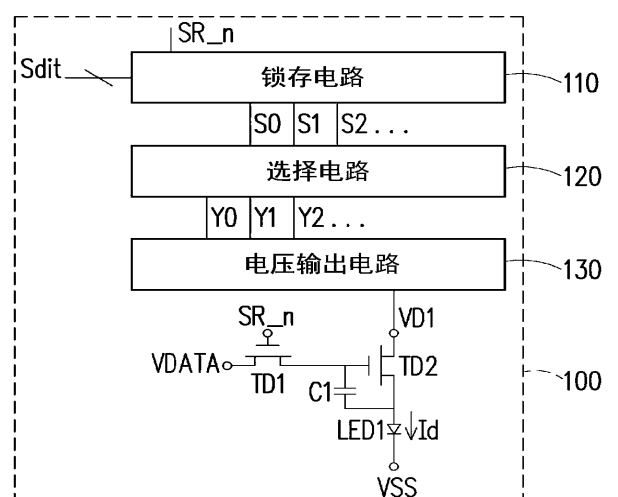 SR_n
Sdit
锁存电路
110
S0 S1 S2...
选择电路
120
Y0 Y1 Y2...
电压输出电路
130
SR_n
VD1
VDATA
TD1
TD2
C1
100
LED1
Id
VSS